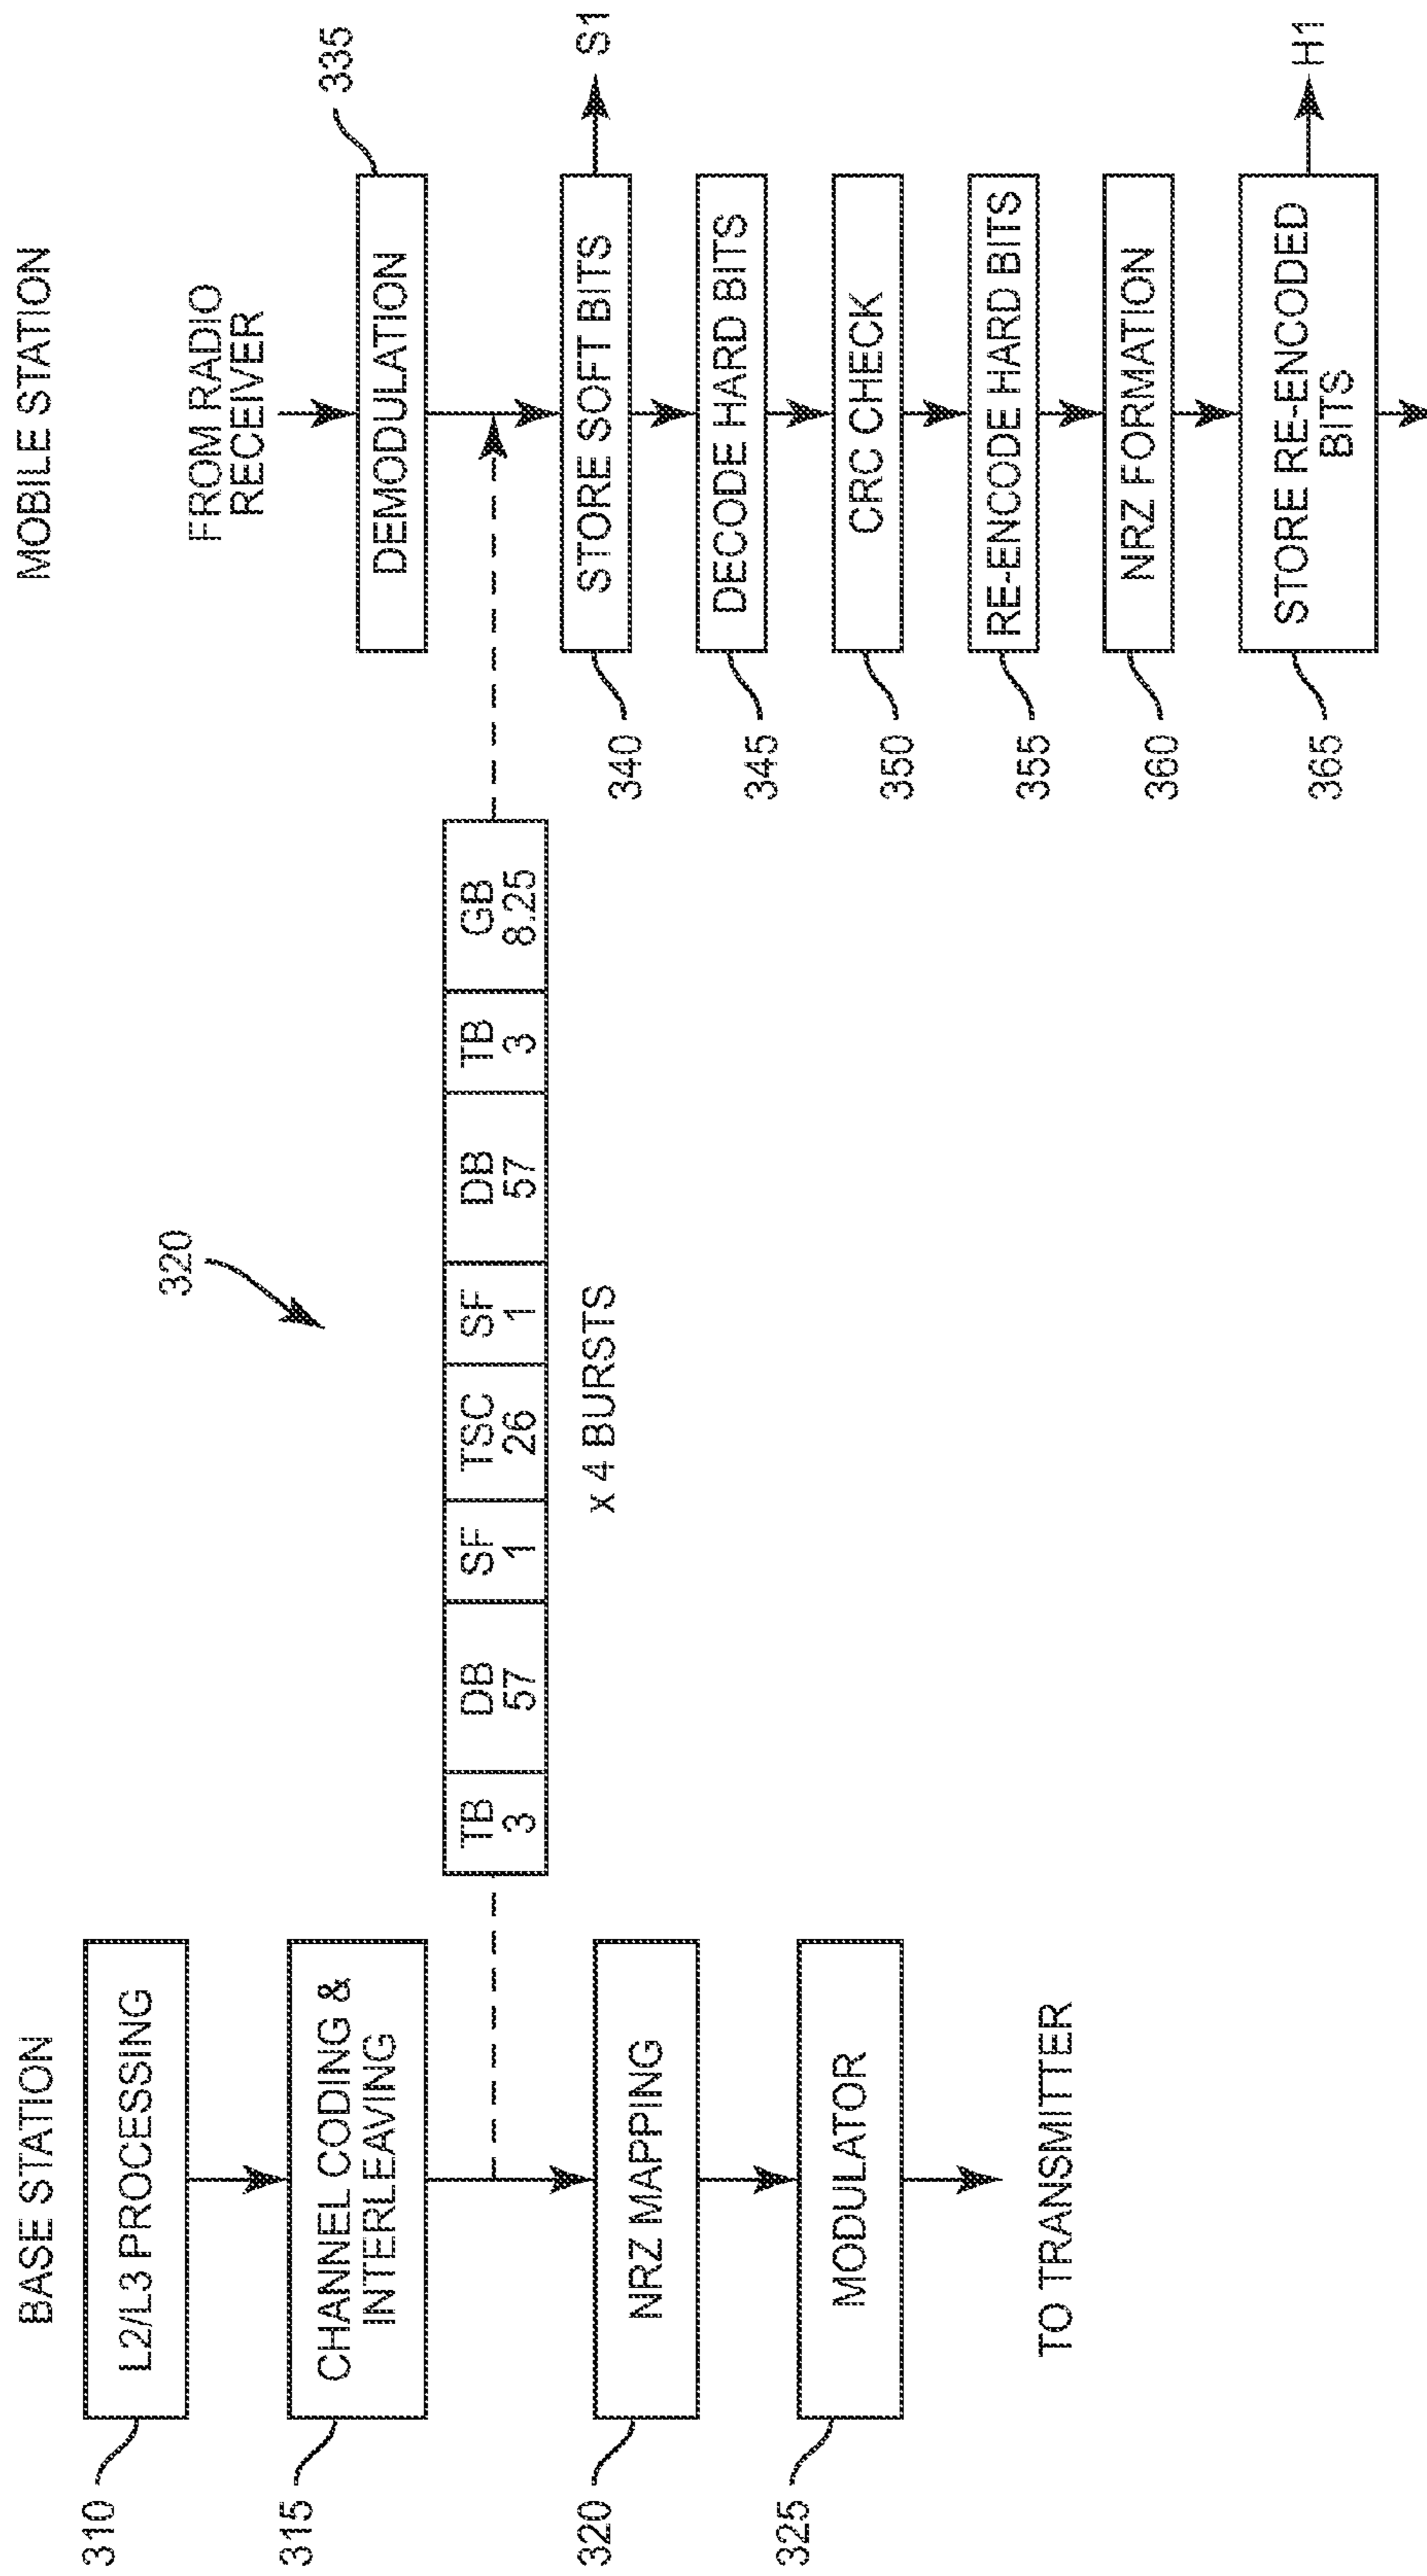 BASE STATION
310
L2/L3 PROCESSING
315
CHANNEL CODING &
INTERLEAVING
320
NRZ MAPPING
325
MODULATOR
TO TRANSMITTER
320
TB
3
DB
57
SF
1
TSC
26
SF
1
DB
57
TB
3
GB
8.25
x 4 BURSTS
MOBILE STATION
FROM RADIO
RECEIVER
335
DEMODULATION
340
STORE SOFT BITS
S1
345
DECODE HARD BITS
350
CRC CHECK
355
RE-ENCODE HARD BITS
360
NRZ FORMATION
365
STORE RE-ENCODED
BITS
H1